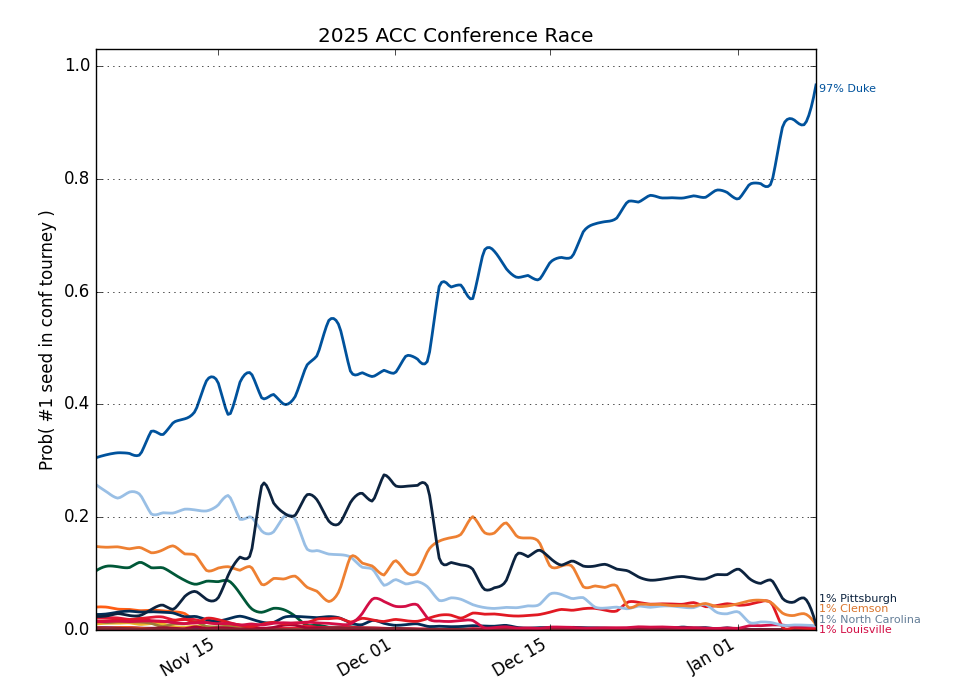 2025 ACC Conference Race
Prob( #1 seed in conf tourney )
1.0
0.8
0.6
0.4
0.2
0.0
Nov 15
Dec 01
Dec 15
Jan 01
97% Duke
1% Pittsburgh
1% Clemson
1% North Carolina
1% Louisville